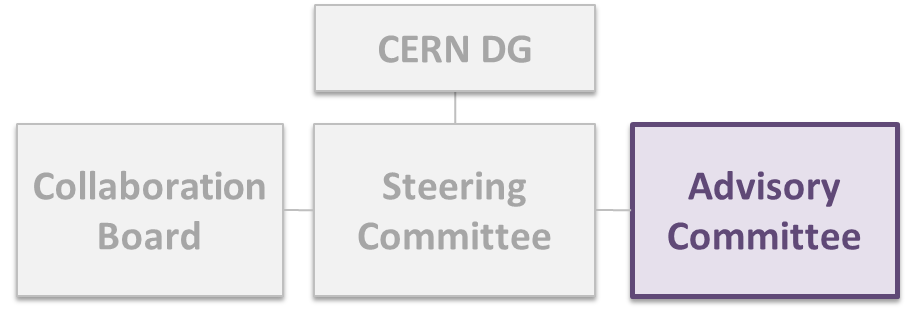 CERN DG
Collaboration
Board
Steering
Committee
Advisory
Committee